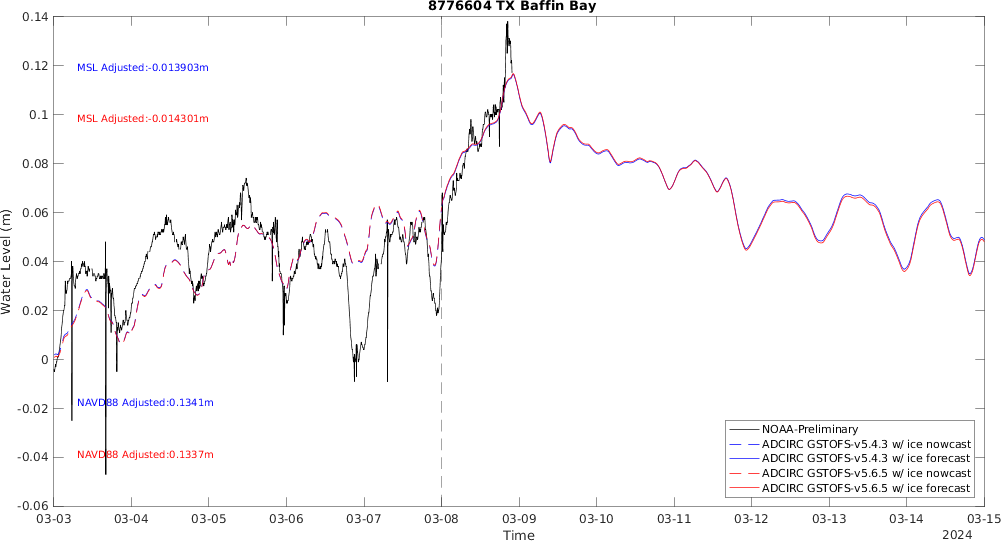 8776604 TX Baffin Bay
0.14
0.12
0.1
0.08
0.06
0.04
0.02
0
-0.02
-0.04
-0.06
Water Level (m)
MSL Adjusted:-0.013903m
MSL Adjusted:-0.014301m
NAVD88 Adjusted:0.1341m
NAVD88 Adjusted:0.1337m
NOAA-Preliminary
ADCIRC GSTOFS-v5.4.3 w/ ice nowcast
ADCIRC GSTOFS-v5.4.3 w/ ice forecast
ADCIRC GSTOFS-v5.6.5 w/ ice nowcast
ADCIRC GSTOFS-v5.6.5 w/ ice forecast
03-03 03-04 03-05 03-06 03-07 03-08 03-09 03-10 03-11 03-12 03-13 03-14 03-15
Time
2024